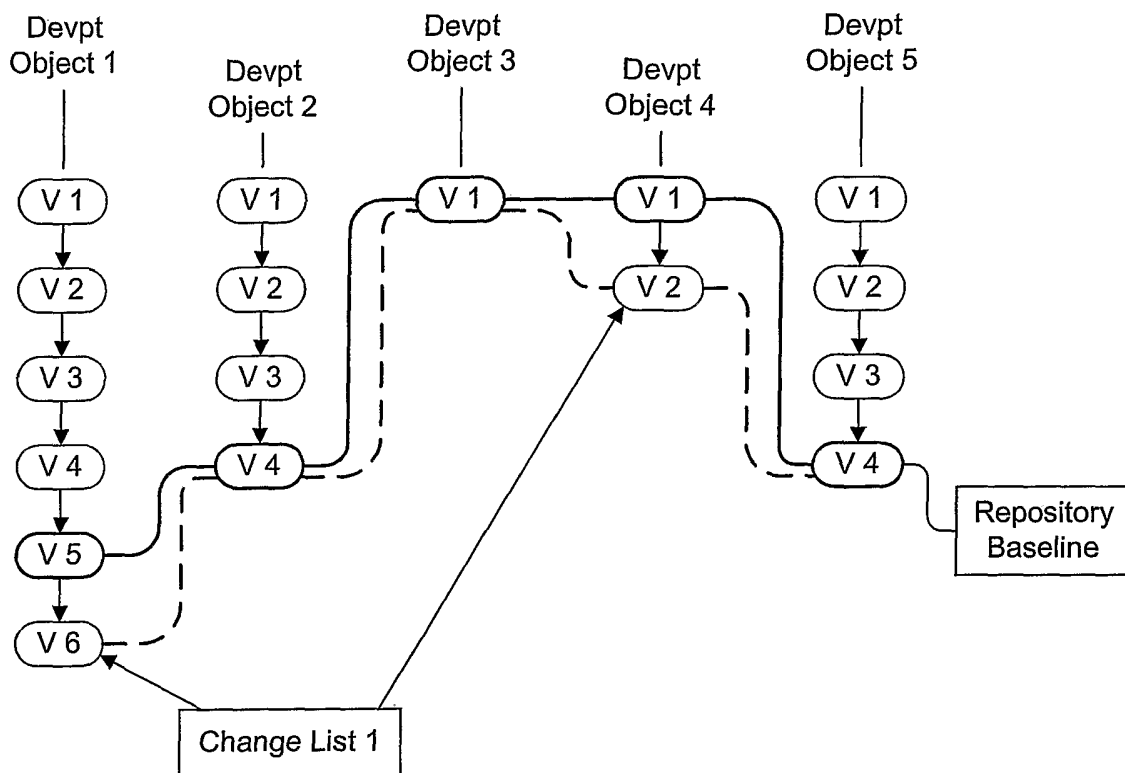 Devpt
Object 1
Devpt
Object 2
Devpt
Object 3
Devpt
Object 4
Devpt
Object 5
V 1
V 1
V 1
V 1
V 1
V 2
V 2
V 2
V 2
V 3
V 3
V 3
V 4
V 4
V 4
V 5
V 6
Repository
Baseline
Change List 1